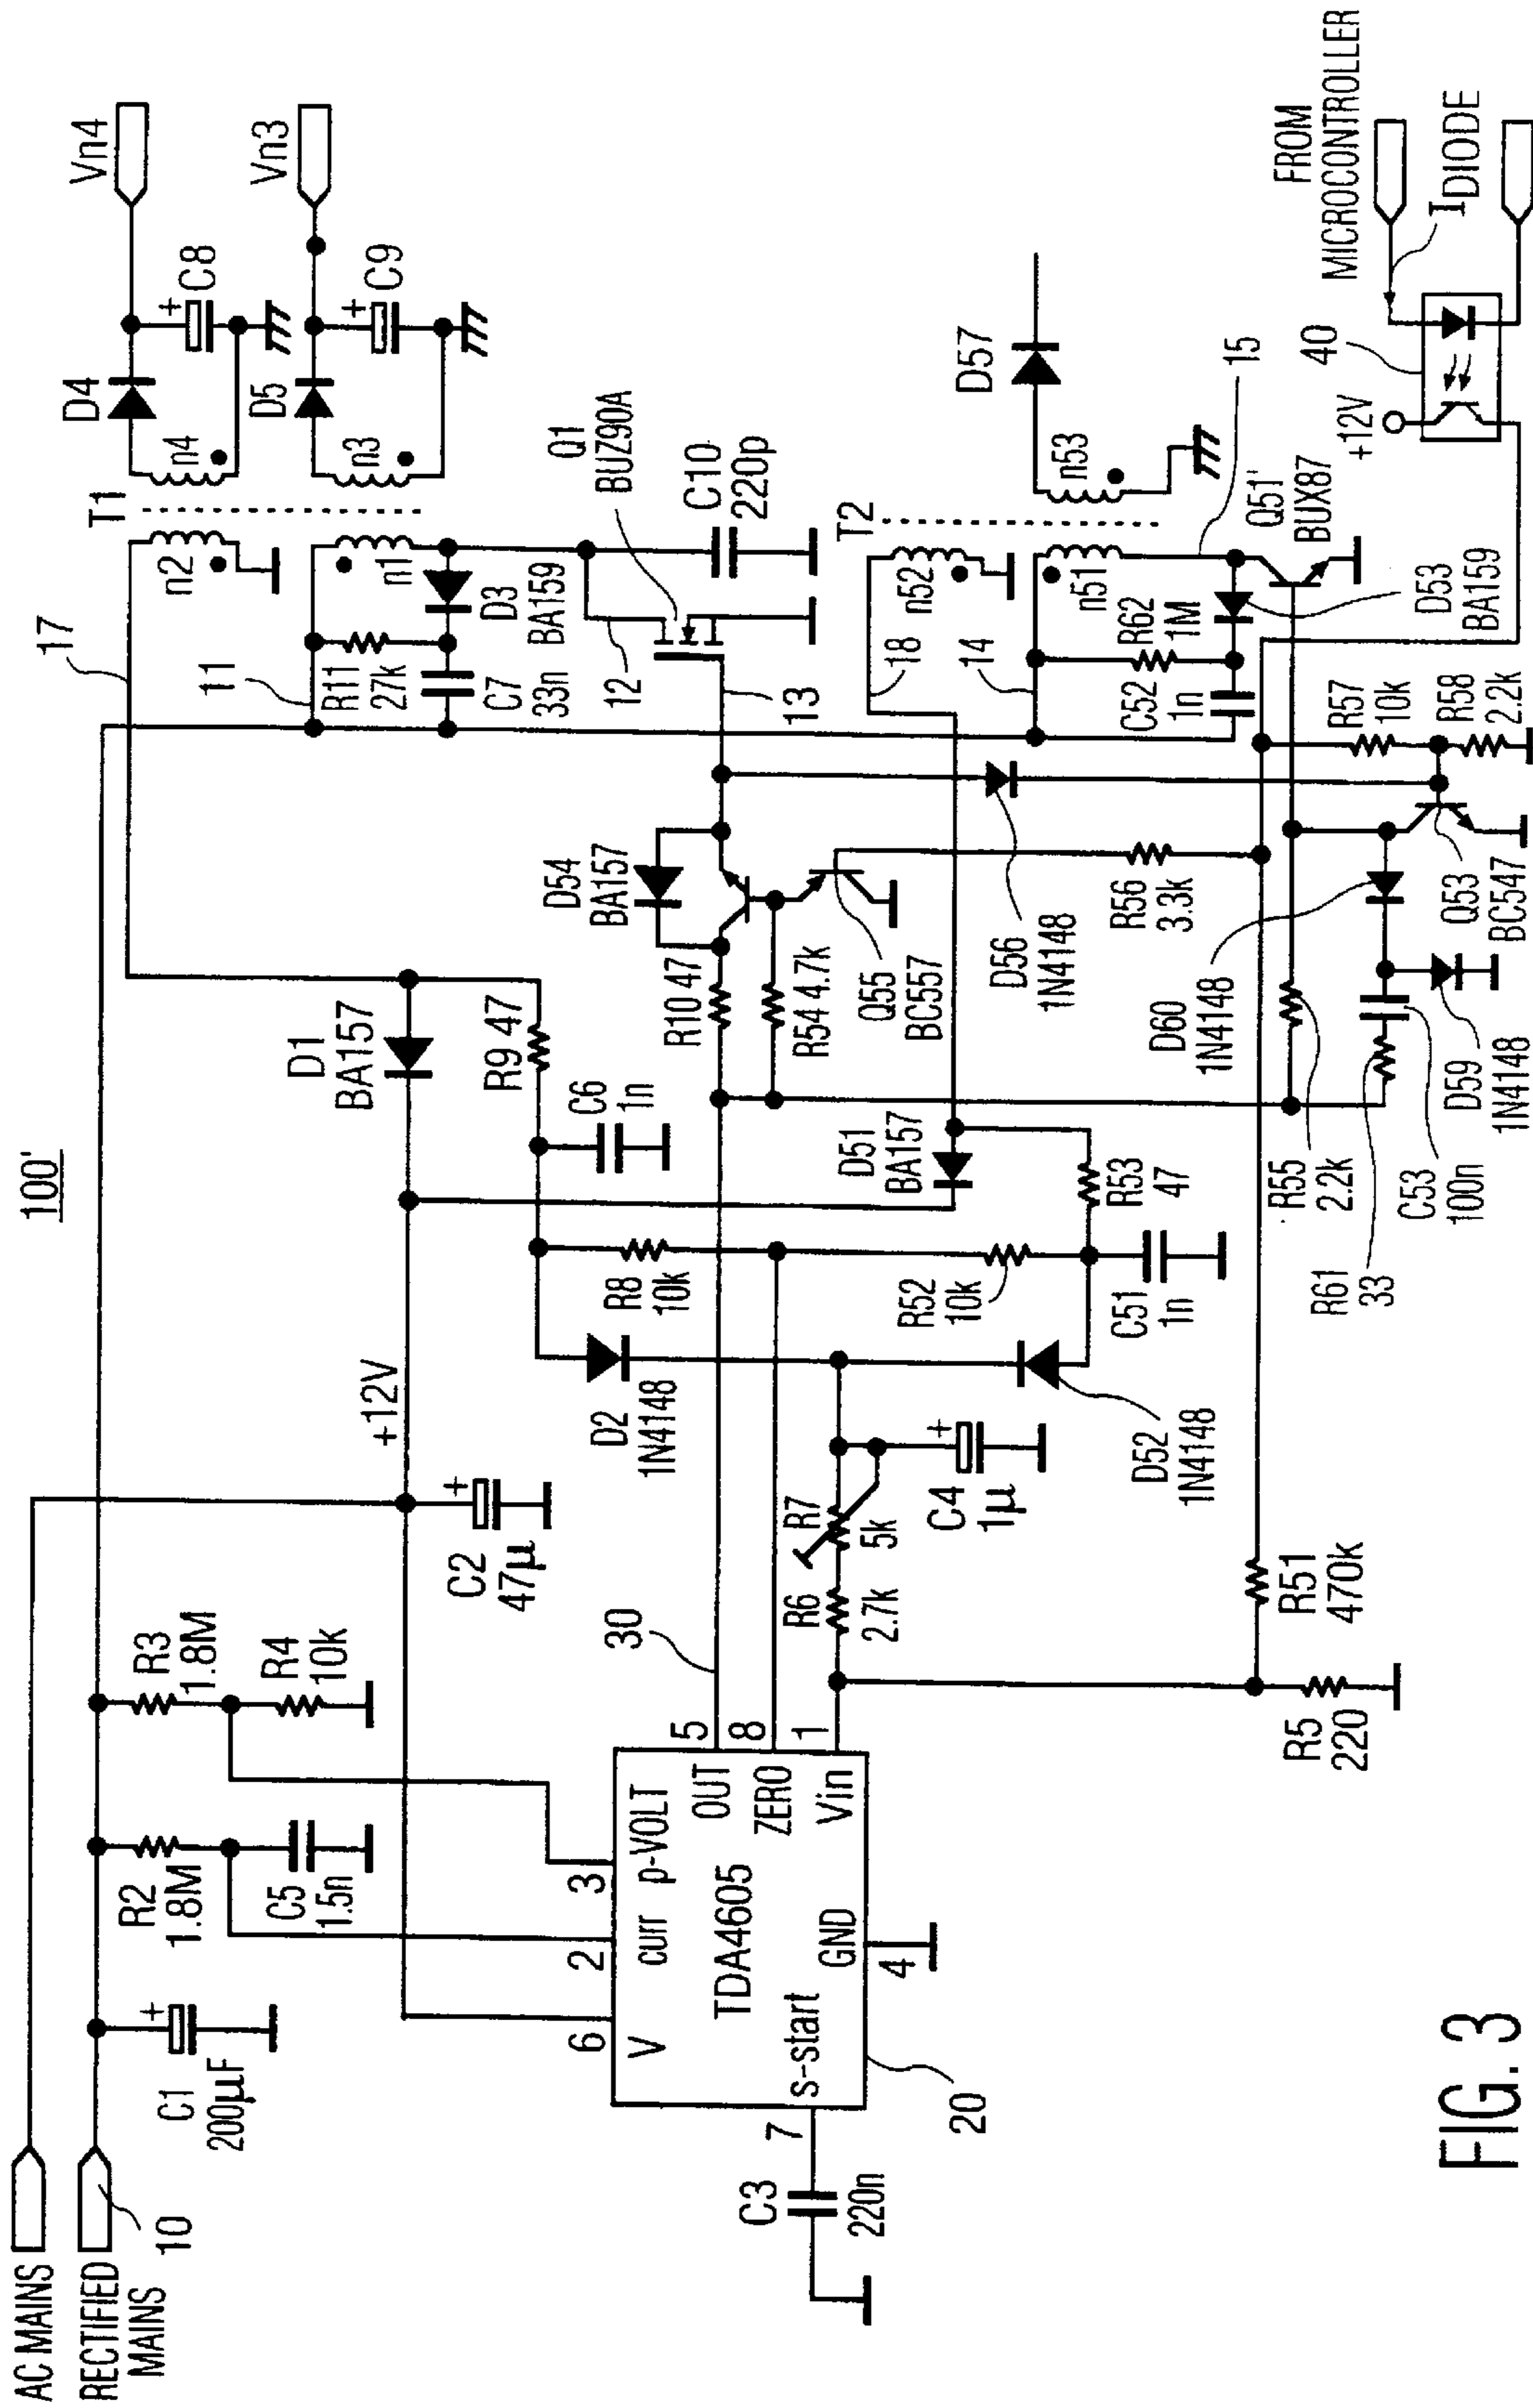 100'
AC MAINS
RECTIFIED
MAINS
10
C1
200μF
R2
1.8M
C5
1.5n
R3
1.8M
R4
10k
C2
47μ
+12V
D1
BA157
17
11
T1
n2
n4
D4
C8
Vn4
n3
D5
C9
Vn3
n1
R11
27k
D3
BA159
C7
33n
12
13
Q1
BUZ90A
C10
220p
R9 47
C6
1n
D54
BA157
R10 47
R54 4.7k
Q55
BC557
R8
10k
D2
1N4148
30
6
2
3
V
curr
p-VOLT
TDA4605
OUT
5
ZERO
8
Vin
1
s-start
GND
7
4
20
C3
220n
R6
2.7k
R7
5k
C4
1μ
D52
1N4148
R52
10k
C51
1n
R53
47
D51
BA157
D56
1N4148
R56
3.3k
18
14
T2
n52
n53
D57
n51
R62
1M
C52
1n
15
Q51'
BUX87
D53
BA159
R5
220
R51
470k
R55
2.2k
R61
33
C53
100n
D60
1N4148
D59
1N4148
Q53
BC547
R57
10k
R58
2.2k
+12V
40
FROM
MICROCONTROLLER
IDIODE
FIG. 3